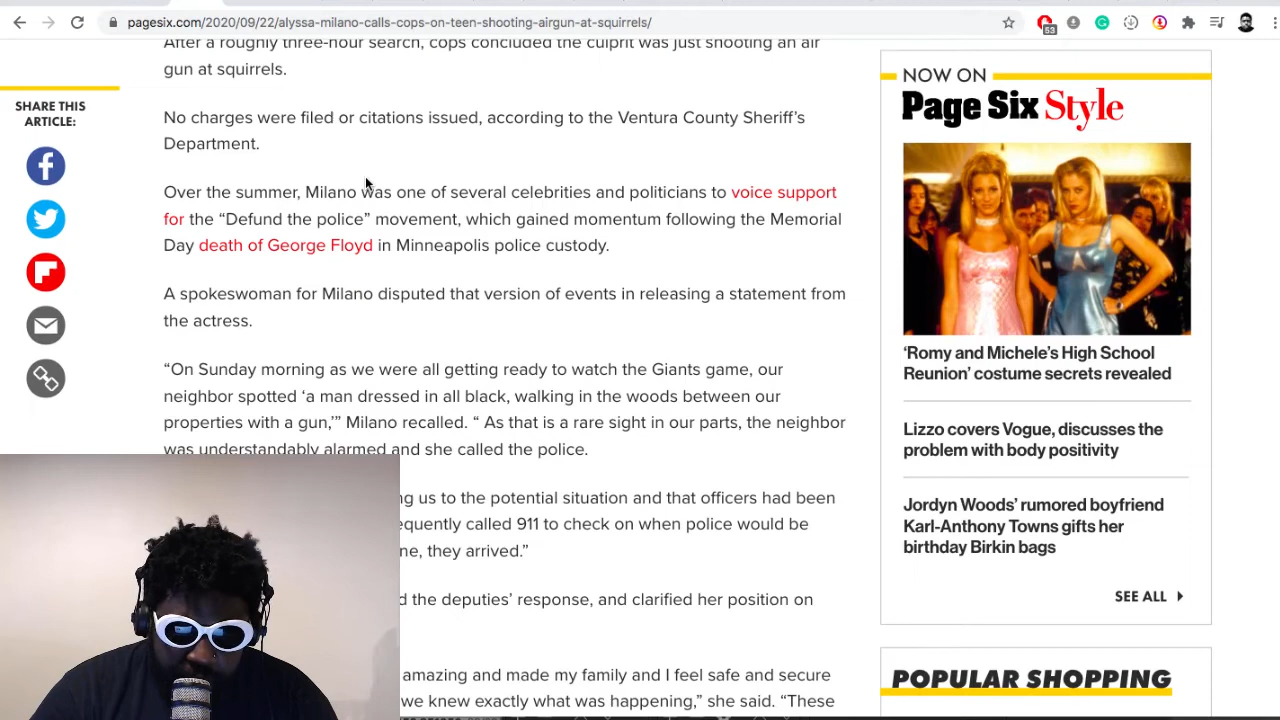 pagesix.com/2020/09/22/alyssa-milano-calls-cops-on-teen-shooting-airgun-at-squirrels/
53
After a roughly three-hour search, cops concluded the culprit was just shooting an air
gun at squirrels.
SHARE THIS
ARTICLE:
No charges were filed or citations issued, according to the Ventura County Sheriff’s
Department.
Over the summer, Milano was one of several celebrities and politicians to voice support
for the “Defund the police” movement, which gained momentum following the Memorial
Day death of George Floyd in Minneapolis police custody.
A spokeswoman for Milano disputed that version of events in releasing a statement from
the actress.
“On Sunday morning as we were all getting ready to watch the Giants game, our
neighbor spotted ‘a man dressed in all black, walking in the woods between our
properties with a gun,’” Milano recalled. “ As that is a rare sight in our parts, the neighbor
was understandably alarmed and she called the police.
ng us to the potential situation and that officers had been
equently called 911 to check on when police would be
ne, they arrived.”
d the deputies’ response, and clarified her position on
amazing and made my family and I feel safe and secure
we knew exactly what was happening,” she said. “These
NOW ON
Page Six Style
‘Romy and Michele’s High School
Reunion’ costume secrets revealed
Lizzo covers Vogue, discusses the
problem with body positivity
Jordyn Woods’ rumored boyfriend
Karl-Anthony Towns gifts her
birthday Birkin bags
SEE ALL
POPULAR SHOPPING